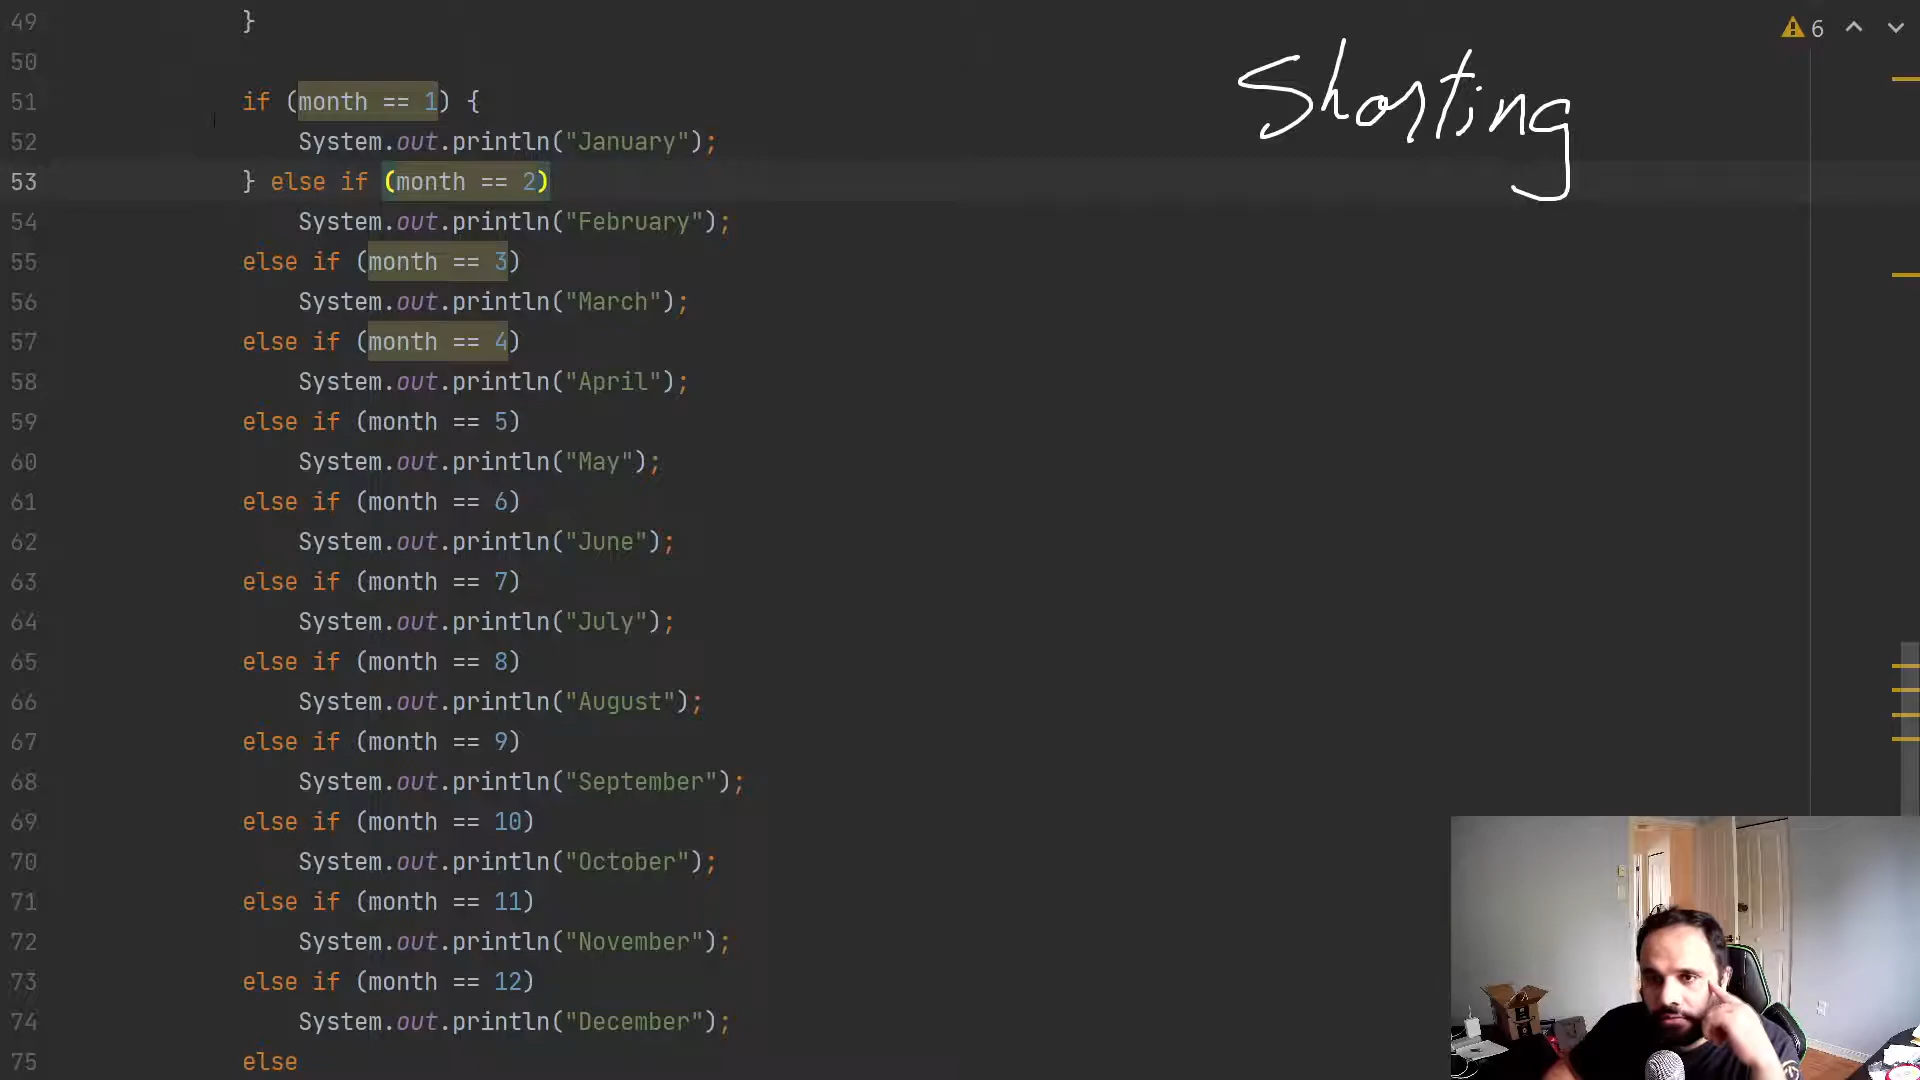 6
Shorting
49 }
50
51 if (month == 1) {
52 System.out.println("January");
53 } else if (month == 2)
54 System.out.println("February");
55 else if (month == 3)
56 System.out.println("March");
57 else if (month == 4)
58 System.out.println("April");
59 else if (month == 5)
60 System.out.println("May");
61 else if (month == 6)
62 System.out.println("June");
63 else if (month == 7)
64 System.out.println("July");
65 else if (month == 8)
66 System.out.println("August");
67 else if (month == 9)
68 System.out.println("September");
69 else if (month == 10)
70 System.out.println("October");
71 else if (month == 11)
72 System.out.println("November");
73 else if (month == 12)
74 System.out.println("December");
75 else